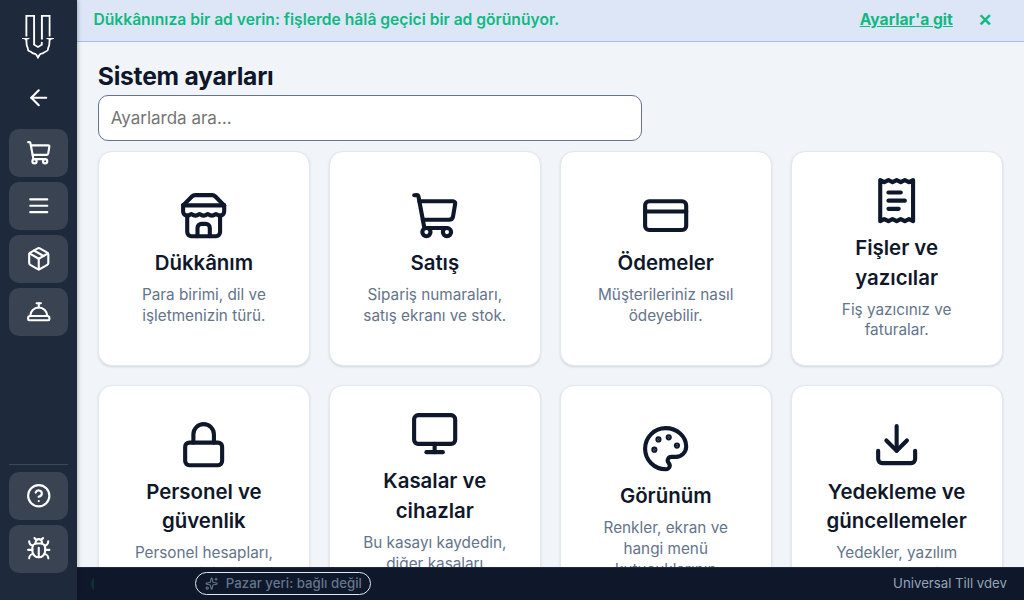 Dükkânınıza bir ad verin: fişlerde hâlâ geçici bir ad görünüyor.
Ayarlar'a git
Sistem ayarları
Ayarlarda ara...
Dükkânım
Para birimi, dil ve
işletmenizin türü.
Satış
Sipariş numaraları,
satış ekranı ve stok.
Ödemeler
Müşterileriniz nasıl
ödeyebilir.
Fişler ve
yazıcılar
Fiş yazıcınız ve
faturalar.
Personel ve
güvenlik
Personel hesapları,
Kasalar ve
cihazlar
Bu kasayı kaydedin,
diğer kasaları
Görünüm
Renkler, ekran ve
hangi menü
Yedekleme ve
güncellemeler
Yedekler, yazılım
Pazar yeri: bağlı değil
Universal Till vdev